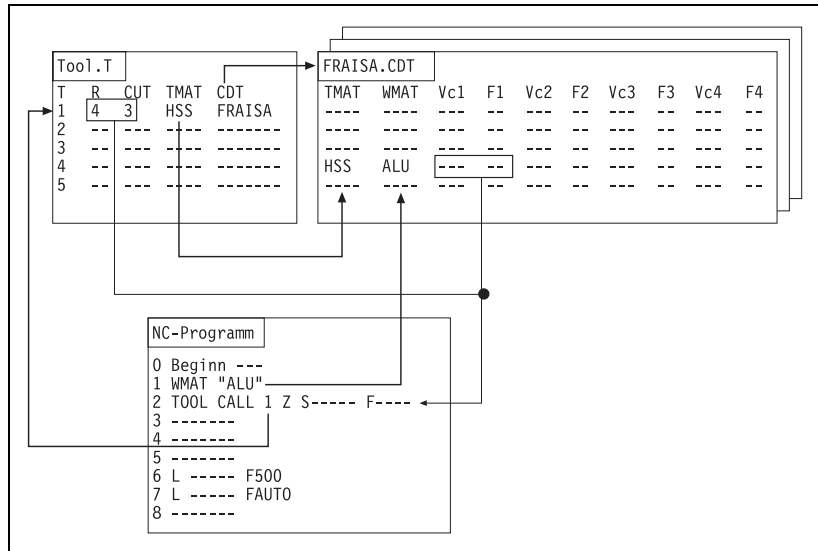 Tool.T
T R CUT TMAT CDT
1 4 3 HSS FRAISA
2 -- --- ---- -------
3 -- --- ---- -------
4 -- --- ---- -------
5 -- --- ---- -------
FRAISA.CDT
TMAT WMAT Vc1 F1 Vc2 F2 Vc3 F3 Vc4 F4
---- ---- --- -- --- -- --- -- --- --
---- ---- --- -- --- -- --- -- --- --
---- ---- --- -- --- -- --- -- --- --
HSS ALU --- -- --- -- --- -- --- --
---- ---- --- -- --- -- --- -- --- --
NC-Programm
0 Beginn ---
1 WMAT "ALU"
2 TOOL CALL 1 Z S----- F----
3 -------
4 -------
5 -------
6 L ----- F500
7 L ----- FAUTO
8 -------